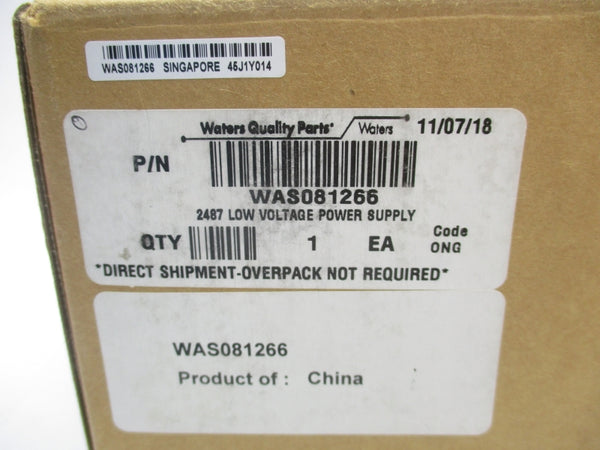 WAS081266 SINGAPORE 45J1Y014
Waters Quality Parts Waters 11/07/18
P/N
WAS081266
2487 LOW VOLTAGE POWER SUPPLY
QTY 1 EA Code
ONG
*DIRECT SHIPMENT-OVERPACK NOT REQUIRED*
WAS081266
Product of : China